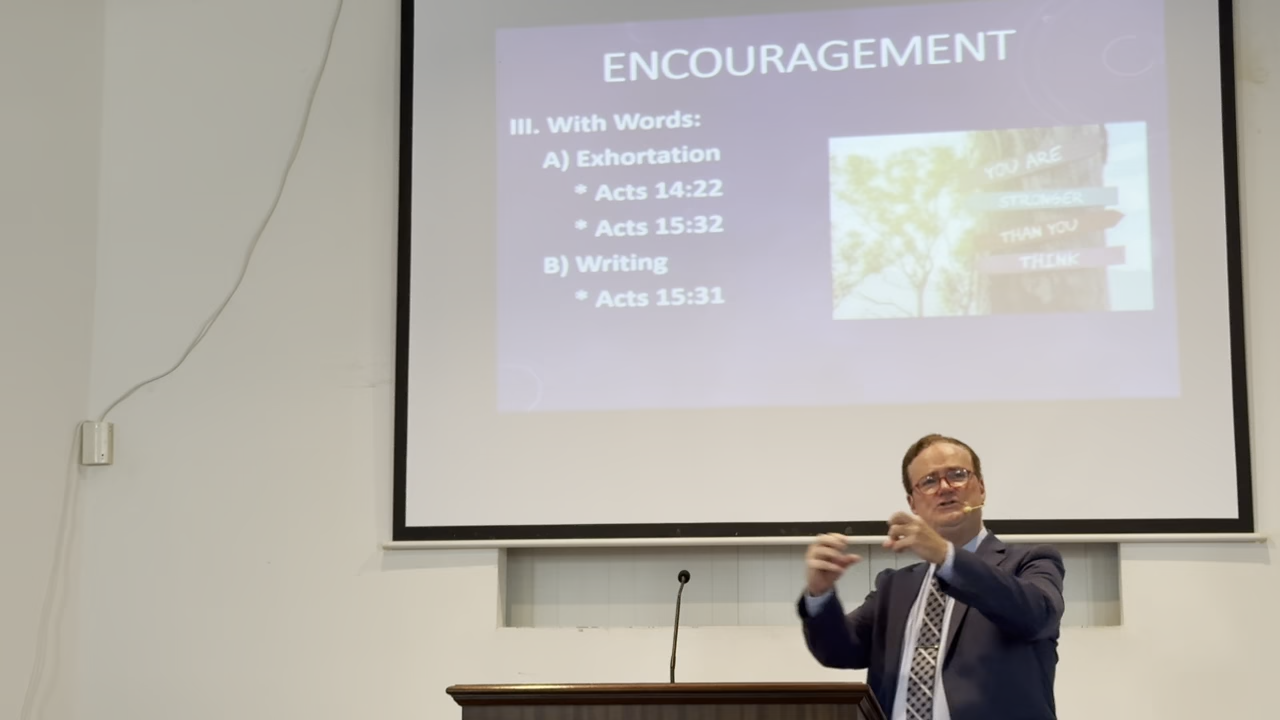 ENCOURAGEMENT
III. With Words:
A) Exhortation
* Acts 14:22
* Acts 15:32
B) Writing
* Acts 15:31
YOU ARE
STRONGER
THAN YOU
THINK